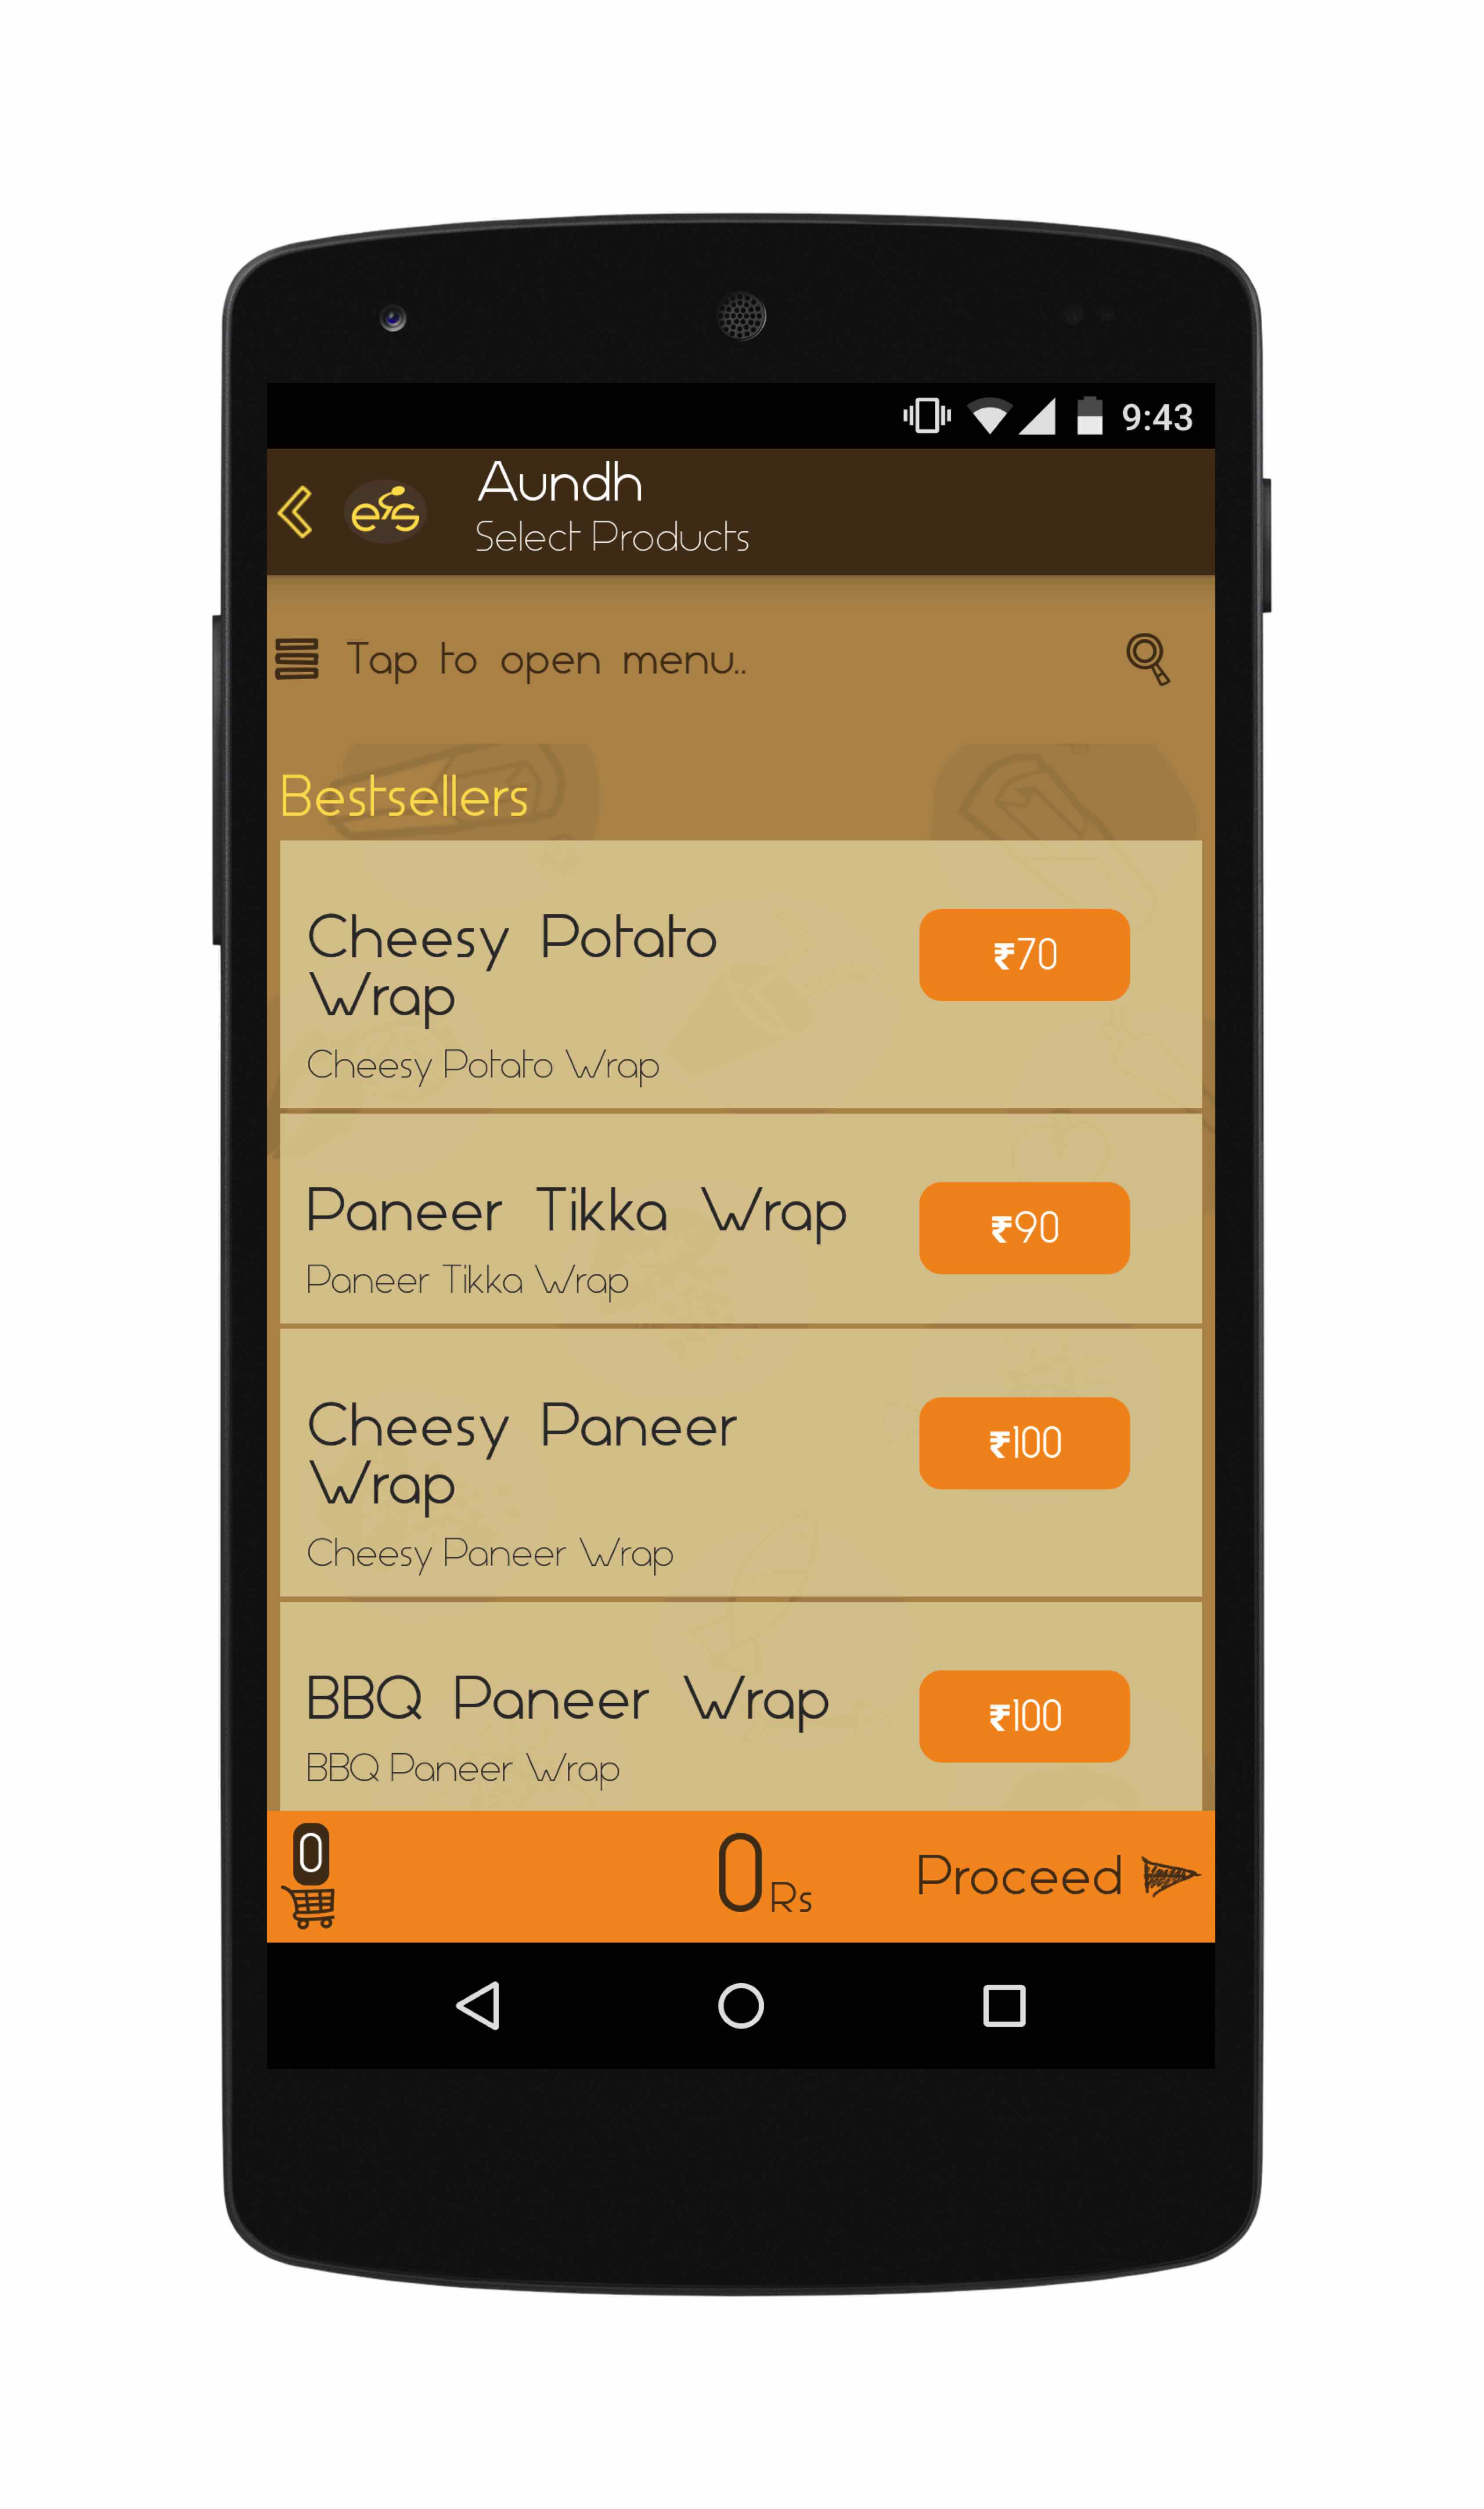 9:43
Aundh
Select Products
Tap to open menu..
Bestsellers
Cheesy Potato
Wrap
₹70
Cheesy Potato Wrap
Paneer Tikka Wrap
₹90
Paneer Tikka Wrap
Cheesy Paneer
Wrap
₹100
Cheesy Paneer Wrap
BBQ Paneer Wrap
₹100
BBQ Paneer Wrap
0
0 Rs
Proceed